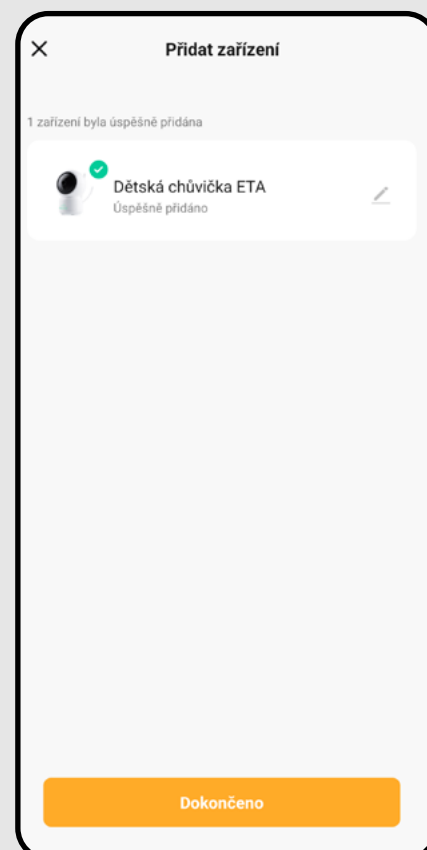 Přidat zařízení
1 zařízení byla úspěšně přidána
Dětská chůvička ETA
Úspěšně přidáno
Dokončeno